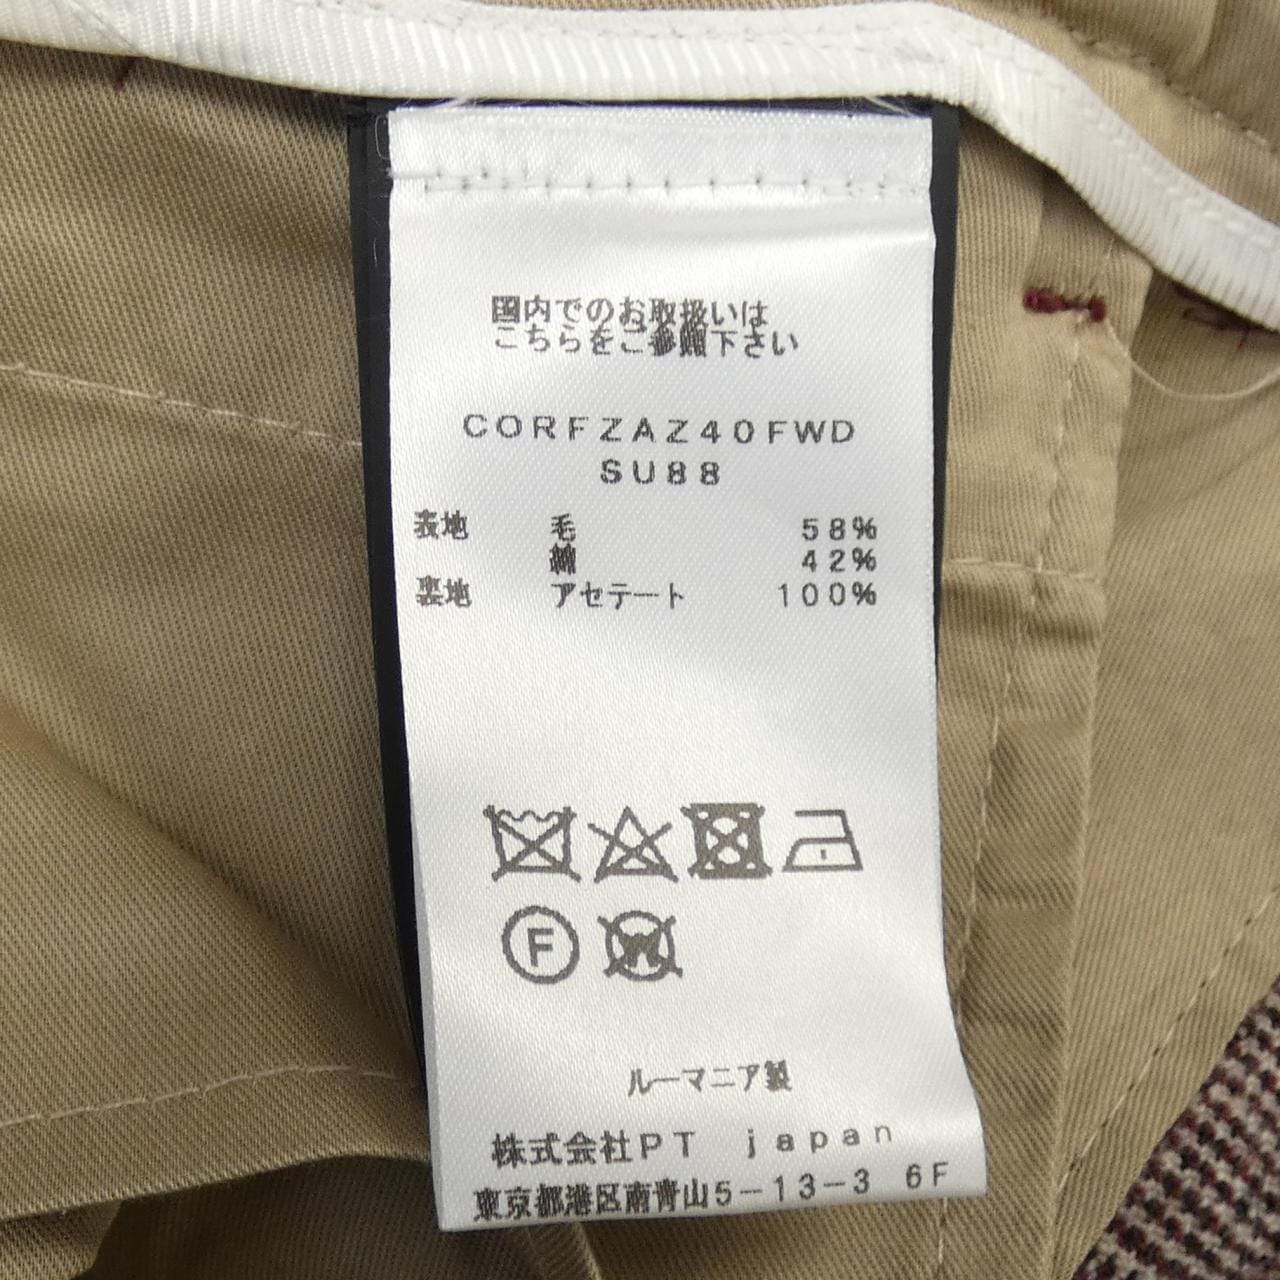 国内でのお取扱いは
こちらをご参照下さい
CORFZAZ40FWD
SU88
表地 毛 58%
綿 42%
裏地 アセテート 100%
F
W
ルーマニア製
株式会社PT japan
東京都港区南青山5-13-3 6F